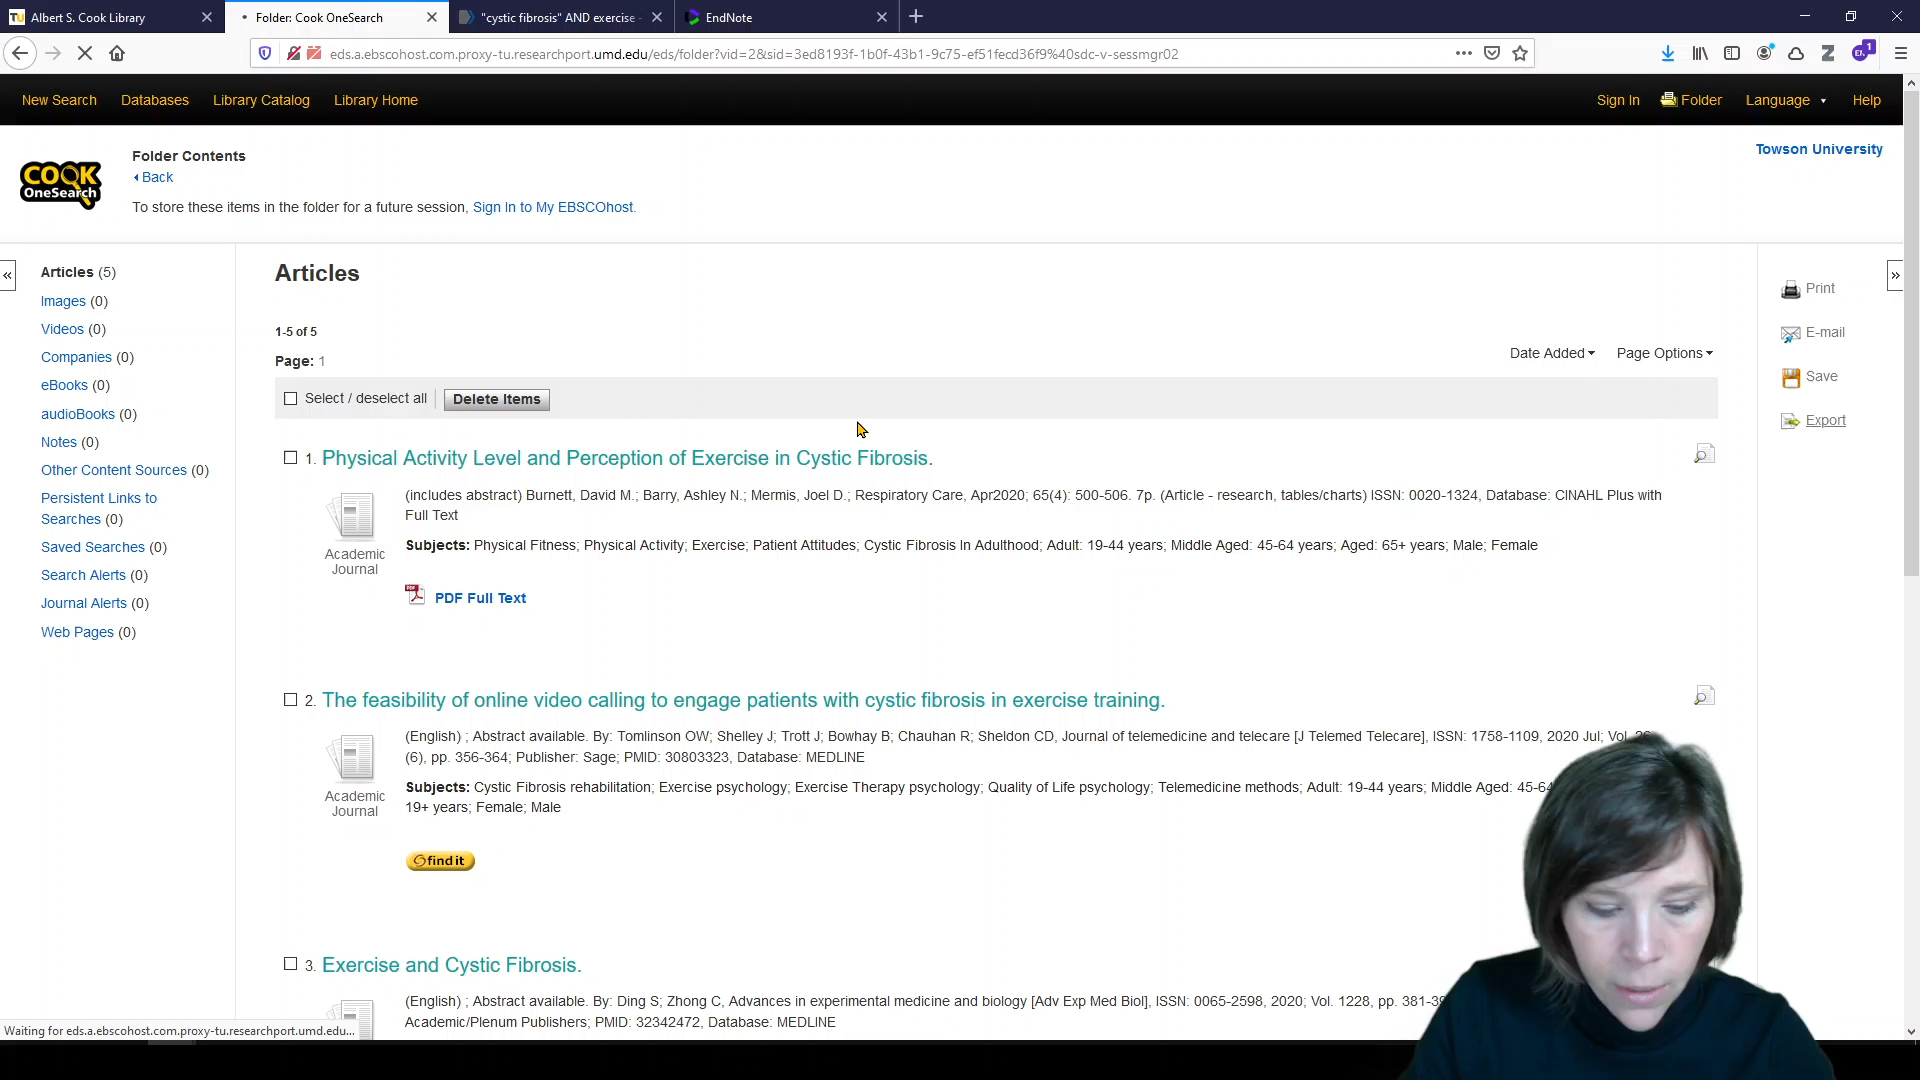 Albert S. Cook Library
Folder: Cook OneSearch
"cystic fibrosis" AND exercise -
EndNote
eds.a.ebscohost.com.proxy-tu.researchport.umd.edu/eds/folder?vid=2&sid=3ed8193f-1b0f-43b1-9c75-ef51fecd36f9%40sdc-v-sessmgr02
New Search Databases Library Catalog Library Home Sign In Folder Language Help
COOK
OneSearch
Folder Contents
Back
To store these items in the folder for a future session, Sign In to My EBSCOhost.
Towson University
Articles (5)
Images (0)
Videos (0)
Companies (0)
eBooks (0)
audioBooks (0)
Notes (0)
Other Content Sources (0)
Persistent Links to
Searches (0)
Saved Searches (0)
Search Alerts (0)
Journal Alerts (0)
Web Pages (0)
Articles
1-5 of 5
Page: 1
Date Added Page Options
Select / deselect all Delete Items
1. Physical Activity Level and Perception of Exercise in Cystic Fibrosis.
Academic
Journal
(includes abstract) Burnett, David M.; Barry, Ashley N.; Mermis, Joel D.; Respiratory Care, Apr2020; 65(4): 500-506. 7p. (Article - research, tables/charts) ISSN: 0020-1324, Database: CINAHL Plus with
Full Text
Subjects: Physical Fitness; Physical Activity; Exercise; Patient Attitudes; Cystic Fibrosis In Adulthood; Adult: 19-44 years; Middle Aged: 45-64 years; Aged: 65+ years; Male; Female
PDF Full Text
2. The feasibility of online video calling to engage patients with cystic fibrosis in exercise training.
Academic
Journal
(English) ; Abstract available. By: Tomlinson OW; Shelley J; Trott J; Bowhay B; Chauhan R; Sheldon CD, Journal of telemedicine and telecare [J Telemed Telecare], ISSN: 1758-1109, 2020 Jul; Vol.
(6), pp. 356-364; Publisher: Sage; PMID: 30803323, Database: MEDLINE
Subjects: Cystic Fibrosis rehabilitation; Exercise psychology; Exercise Therapy psychology; Quality of Life psychology; Telemedicine methods; Adult: 19-44 years; Middle Aged: 45-64
19+ years; Female; Male
find it
3. Exercise and Cystic Fibrosis.
(English) ; Abstract available. By: Ding S; Zhong C, Advances in experimental medicine and biology [Adv Exp Med Biol], ISSN: 0065-2598, 2020; Vol. 1228, pp.
Academic/Plenum Publishers; PMID: 32342472, Database: MEDLINE
Print
E-mail
Save
Export
Waiting for eds.a.ebscohost.com.proxy-tu.researchport.umd.edu...